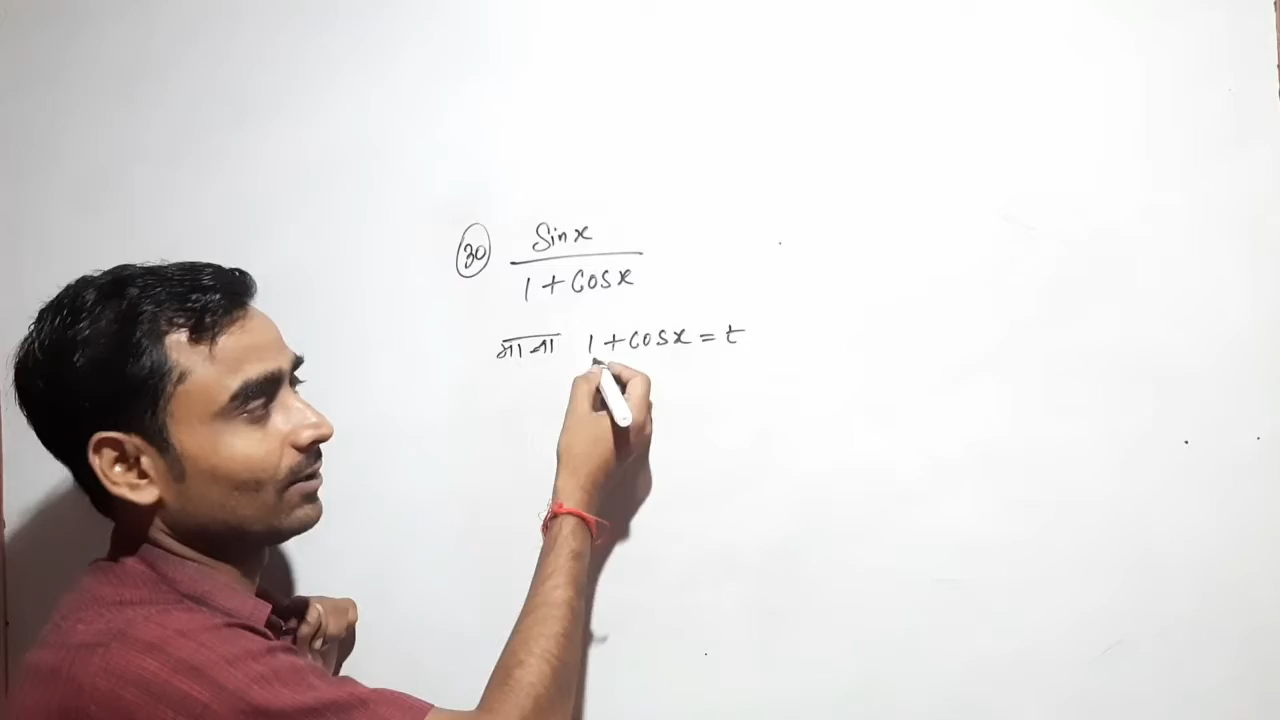 30 Sin x
1 + Cos x
माना 1 + cos x = t